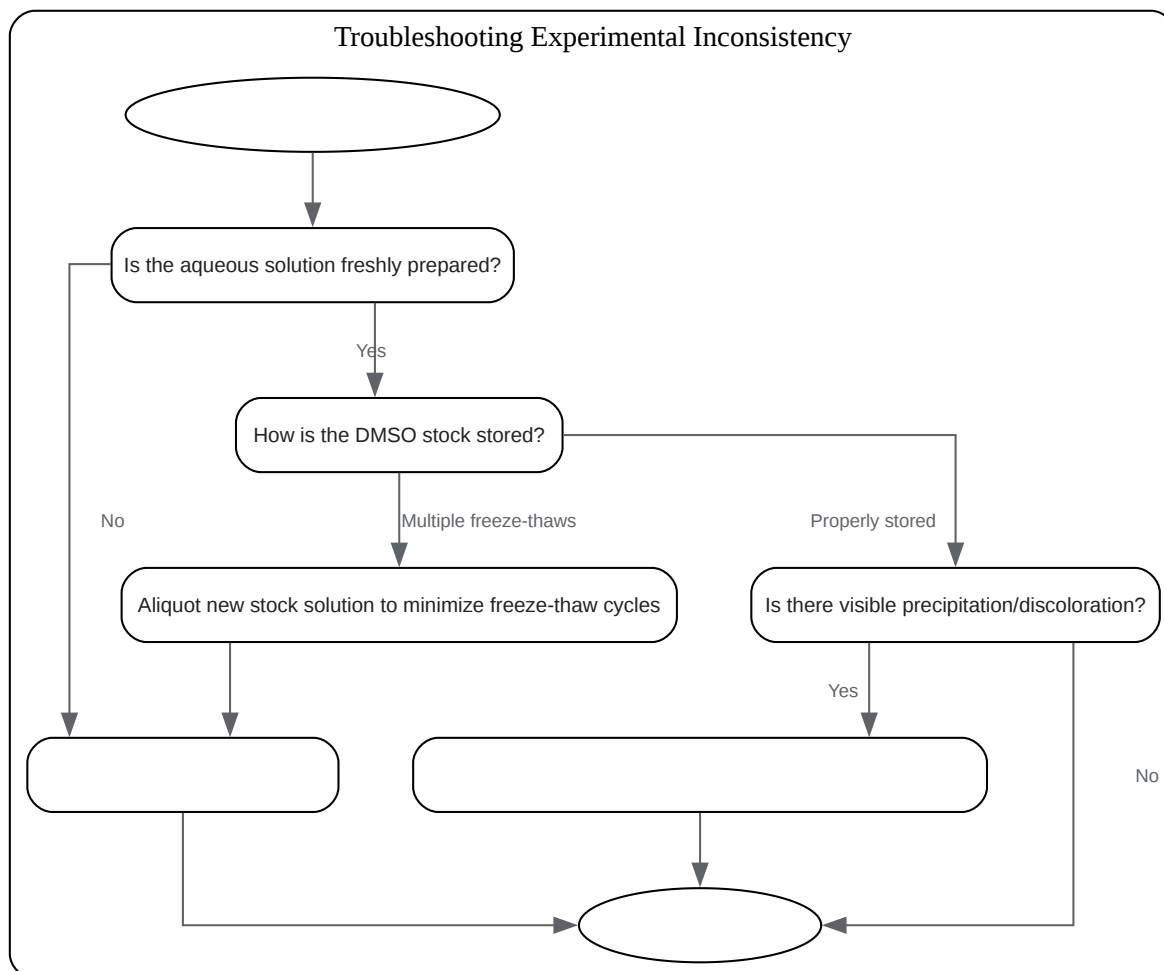 Troubleshooting Experimental Inconsistency
Is the aqueous solution freshly prepared?
Yes
How is the DMSO stock stored?
No
Multiple freeze-thaws
Properly stored
Aliquot new stock solution to minimize freeze-thaw cycles
Is there visible precipitation/discoloration?
Yes
No